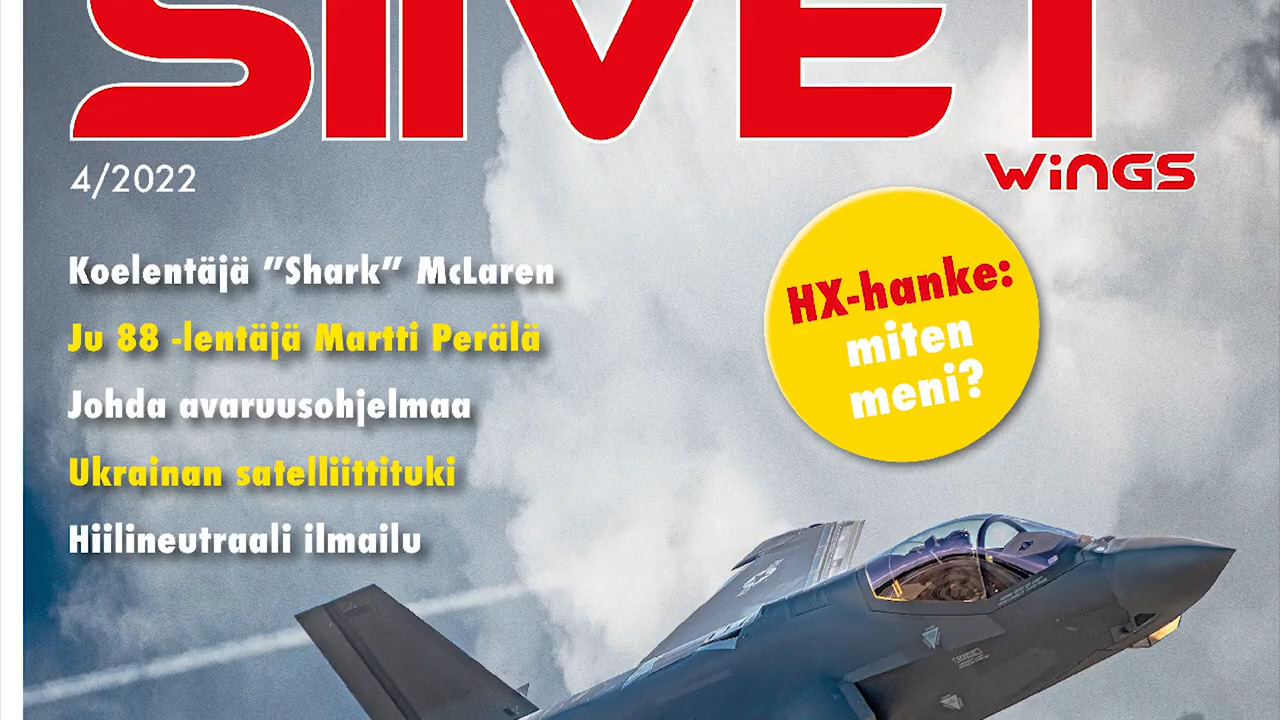 SIIVET
WiNGS
4/2022
Koelentäjä ”Shark” McLaren
Ju 88 -lentäjä Martti Perälä
Johda avaruusohjelmaa
Ukrainan satelliittituki
Hiilineutraali ilmailu
HX-hanke:
miten
meni?